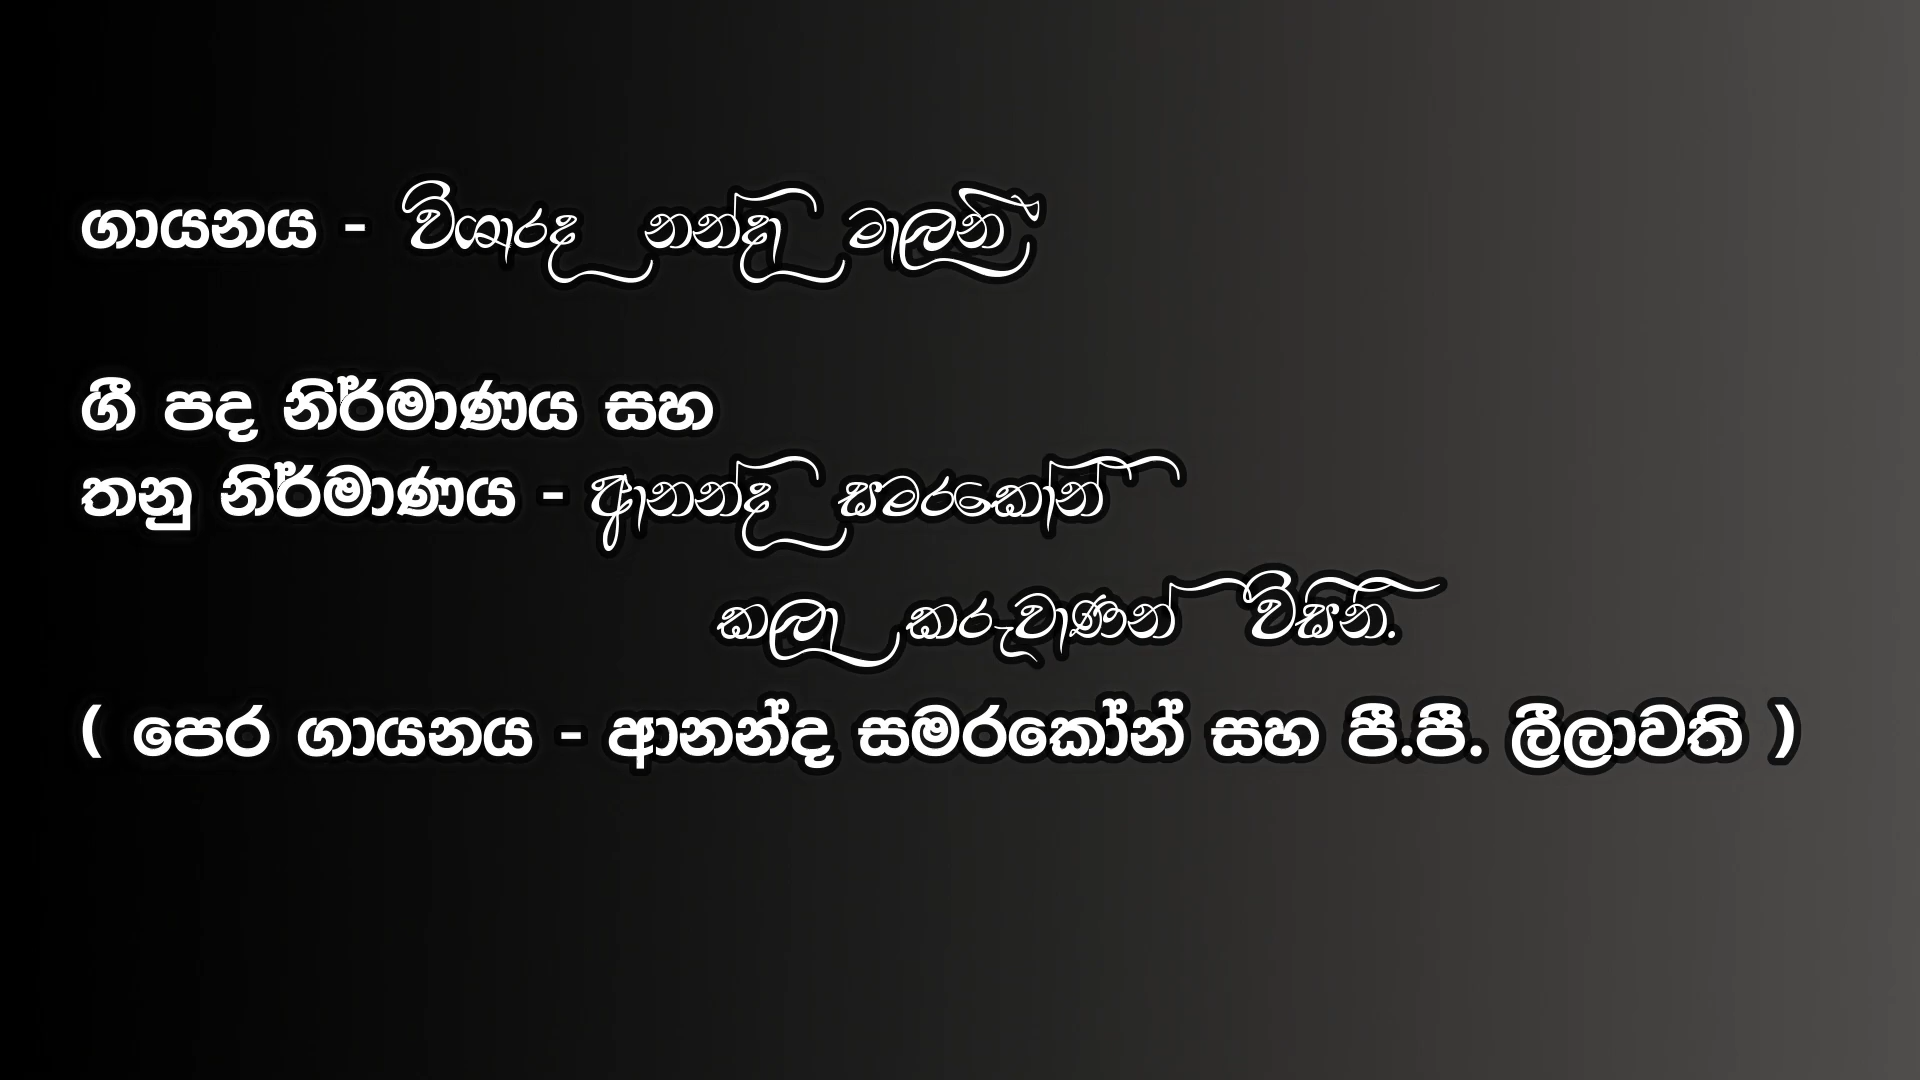 ගායනය - විශාරද නන්දා මාලනී
ගී පද නිර්මාණය සහ
තනු නිර්මාණය - ආනන්ද සමරකෝන්
කලා කරුවාණන් විසිනි.
( පෙර ගායනය - ආනන්ද සමරකෝන් සහ පී.පී. ලීලාවති )